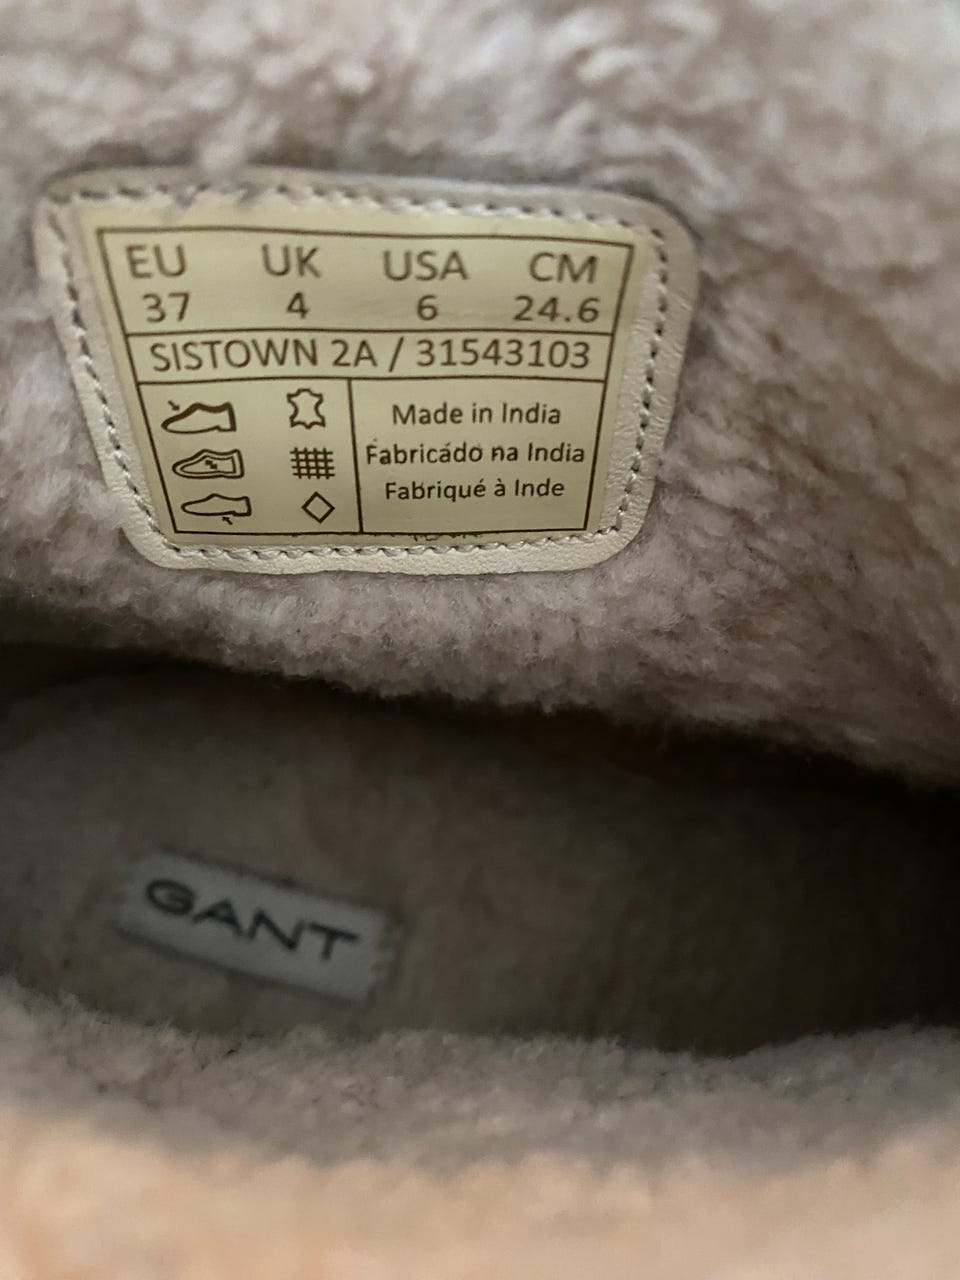 EU UK USA CM
37 4 6 24.6
SISTOWN 2A / 31543103
Made in India
Fabricádo na India
Fabriqué à Inde
GANT